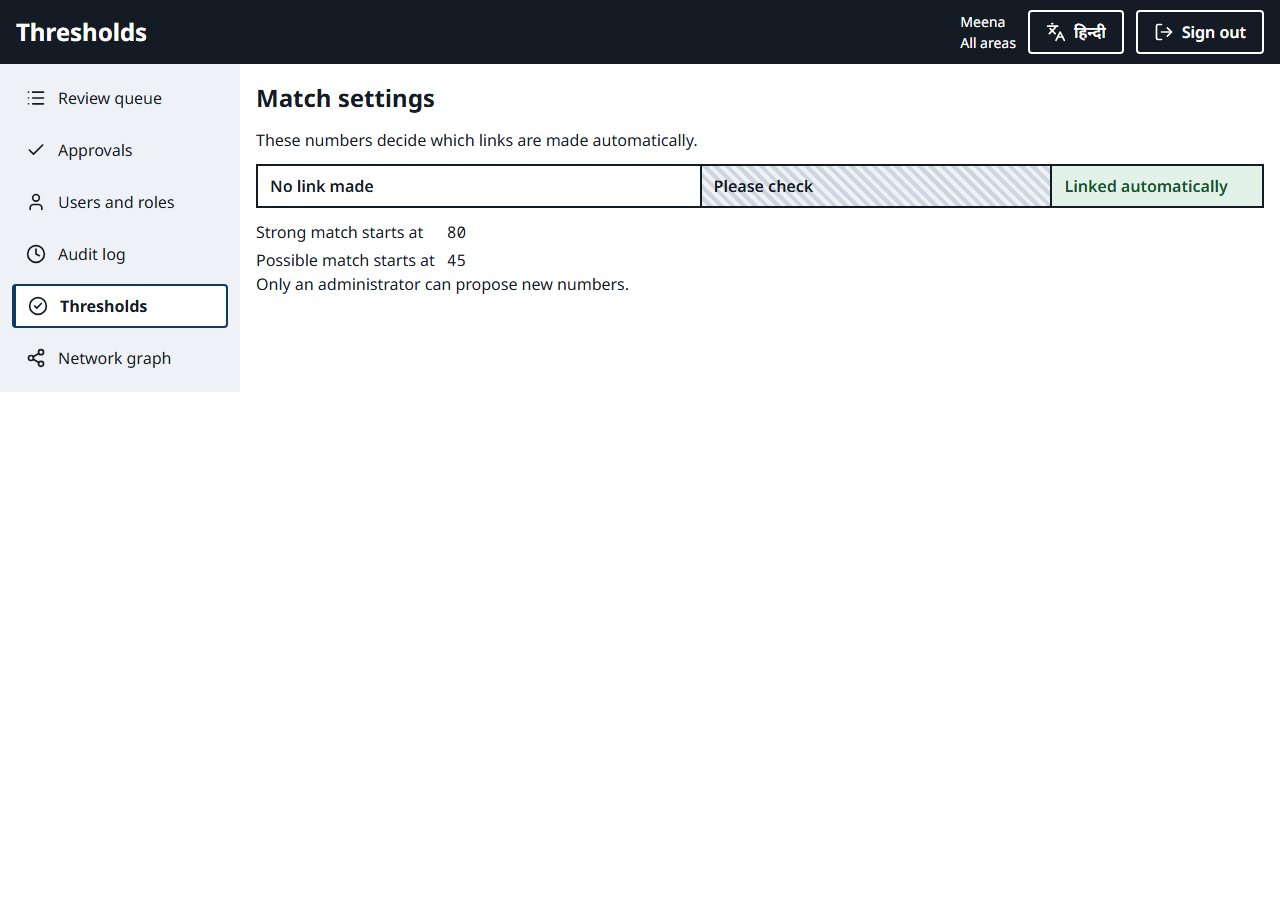 Thresholds
Meena
All areas
हिन्दी
Sign out
Review queue
Approvals
Users and roles
Audit log
Thresholds
Network graph
Match settings
These numbers decide which links are made automatically.
No link made
Please check
Linked automatically
Strong match starts at 80
Possible match starts at 45
Only an administrator can propose new numbers.